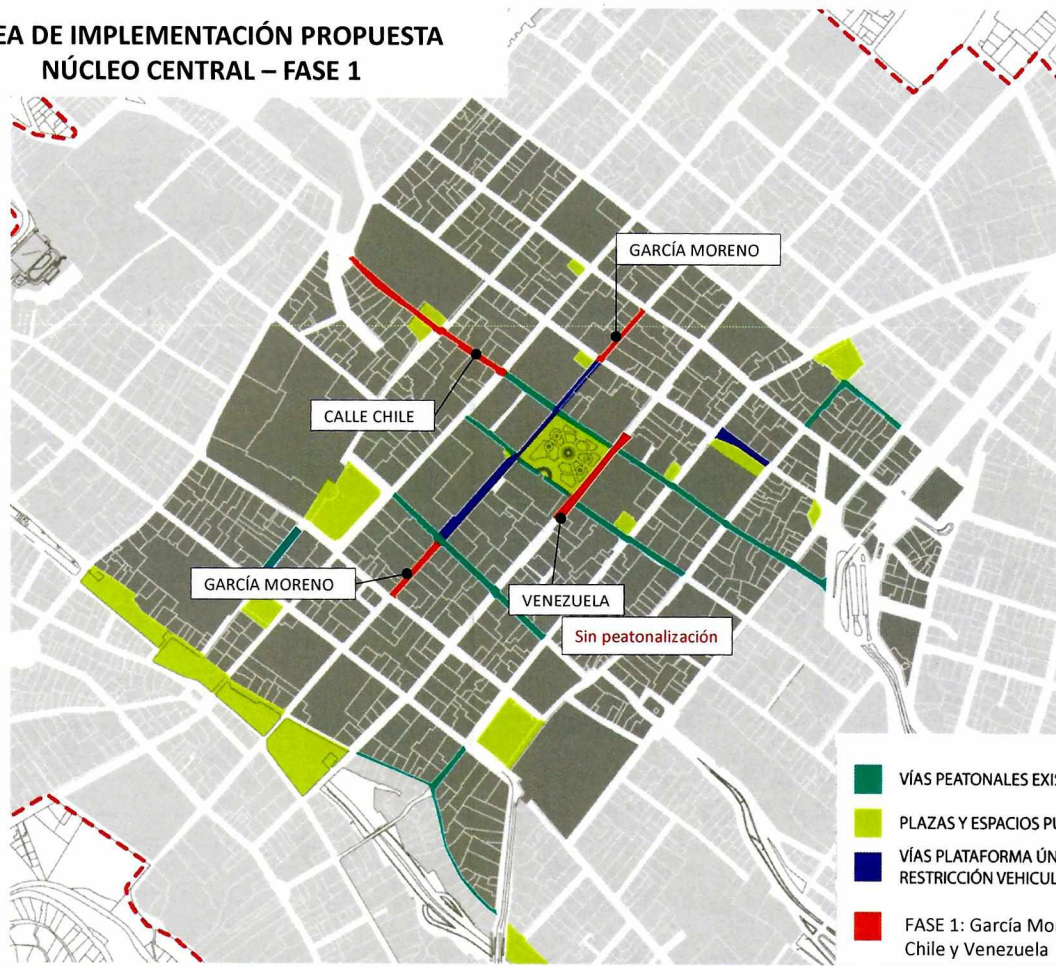 EA DE IMPLEMENTACIÓN PROPUESTA
NÚCLEO CENTRAL – FASE 1
GARCÍA MORENO
CALLE CHILE
GARCÍA MORENO
VENEZUELA
Sin peatonalización
VÍAS PEATONALES EXIS
PLAZAS Y ESPACIOS PU
VÍAS PLATAFORMA ÚN
RESTRICCIÓN VEHICUL
FASE 1: García Mor
Chile y Venezuela